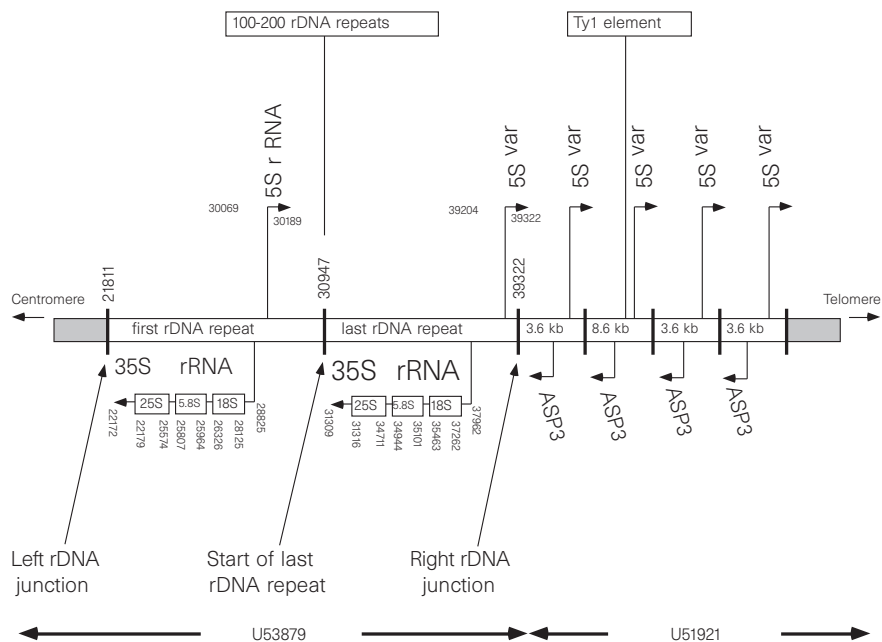 100-200 rDNA repeats
Ty1 element
5S r RNA
5S var
5S var
5S var
5S var
5S var
30069
30189
39204
39322
21811
30947
39322
Centromere
Telomere
first rDNA repeat
last rDNA repeat
3.6 kb
8.6 kb
3.6 kb
3.6 kb
35S rRNA
35S rRNA
25S
5.8S
18S
25S
5.8S
18S
22172
22179
25574
25807
25964
26326
28125
28825
31309
31316
34711
34944
35101
35463
37262
37962
ASP3
ASP3
ASP3
ASP3
Left rDNA
junction
Start of last
rDNA repeat
Right rDNA
junction
U53879
U51921